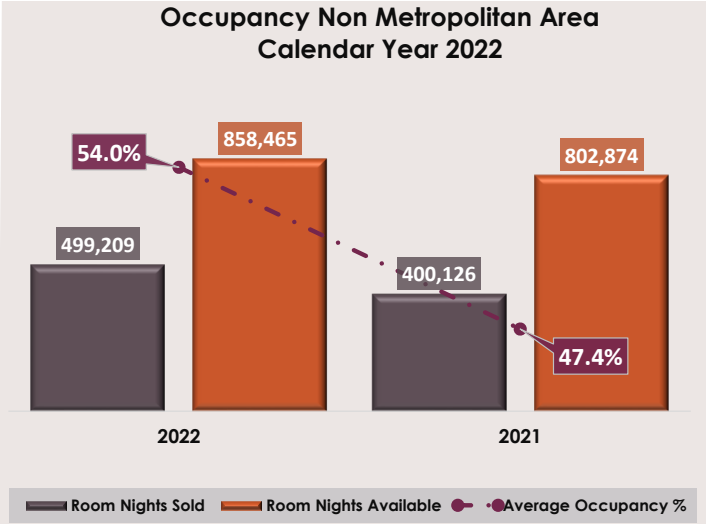 Occupancy Non Metropolitan Area
Calendar Year 2022
54.0%
858,465
802,874
499,209
400,126
47.4%
2022
2021
Room Nights Sold
Room Nights Available
Average Occupancy %